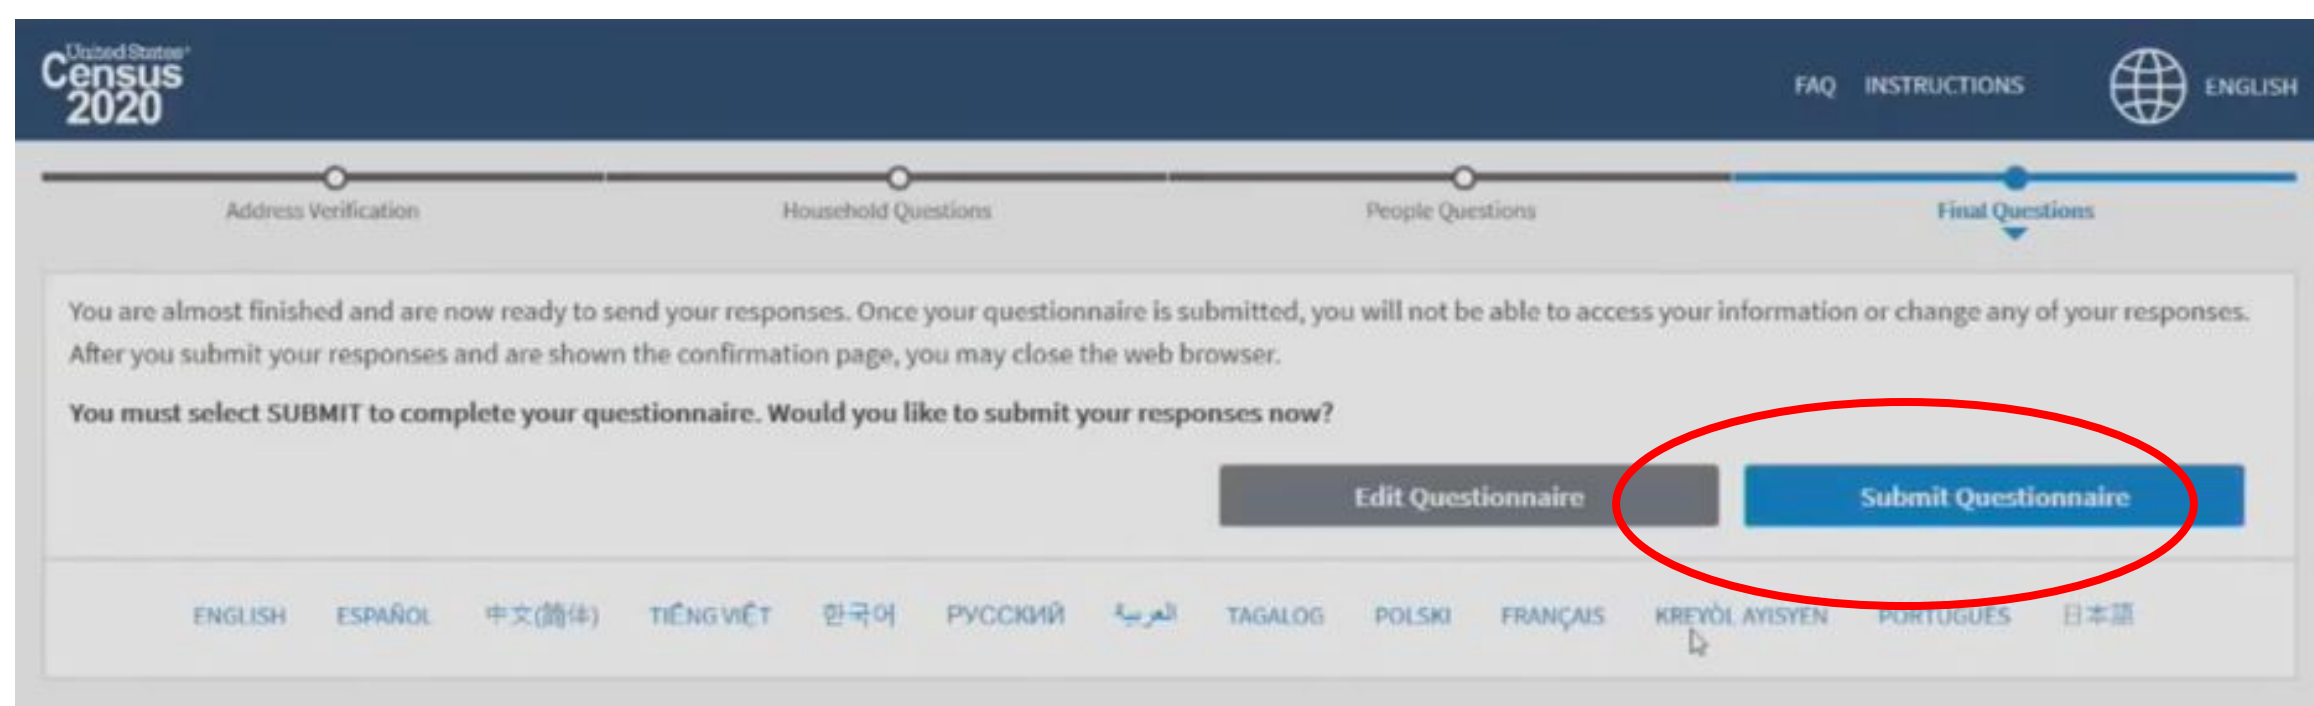 United States®
Census
2020
FAQ INSTRUCTIONS ENGLISH
Address Verification Household Questions People Questions Final Questions
You are almost finished and are now ready to send your responses. Once your questionnaire is submitted, you will not be able to access your information or change any of your responses.
After you submit your responses and are shown the confirmation page, you may close the web browser.
You must select SUBMIT to complete your questionnaire. Would you like to submit your responses now?
Edit Questionnaire Submit Questionnaire
ENGLISH ESPAÑOL 中文(简体) TIẾNG VIỆT 한국어 РУССКИЙ العربية TAGALOG POLSKI FRANÇAIS KREYÒL AYISYEN PORTUGUÊS 日本語